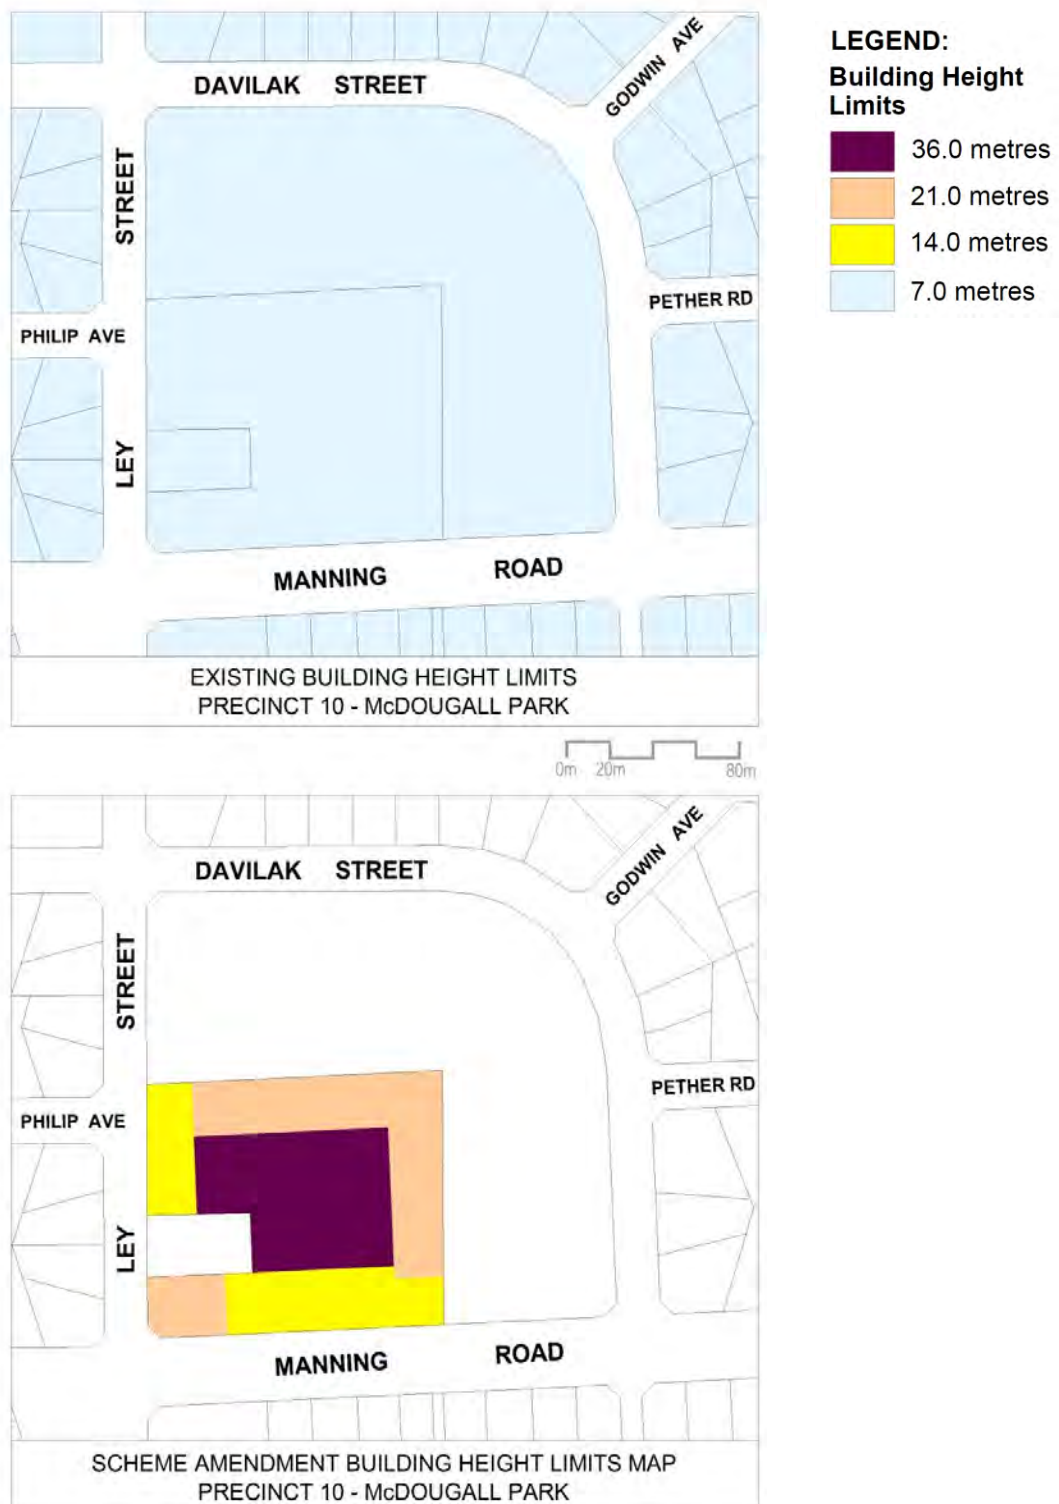 DAVILAK STREET
GODWIN AVE
STREET
PETHER RD
PHILIP AVE
LEY
MANNING ROAD
EXISTING BUILDING HEIGHT LIMITS
PRECINCT 10 - McDOUGALL PARK
LEGEND:
Building Height
Limits
36.0 metres
21.0 metres
14.0 metres
7.0 metres
0m 20m 80m
DAVILAK STREET
GODWIN AVE
STREET
PETHER RD
PHILIP AVE
LEY
MANNING ROAD
SCHEME AMENDMENT BUILDING HEIGHT LIMITS MAP
PRECINCT 10 - McDOUGALL PARK